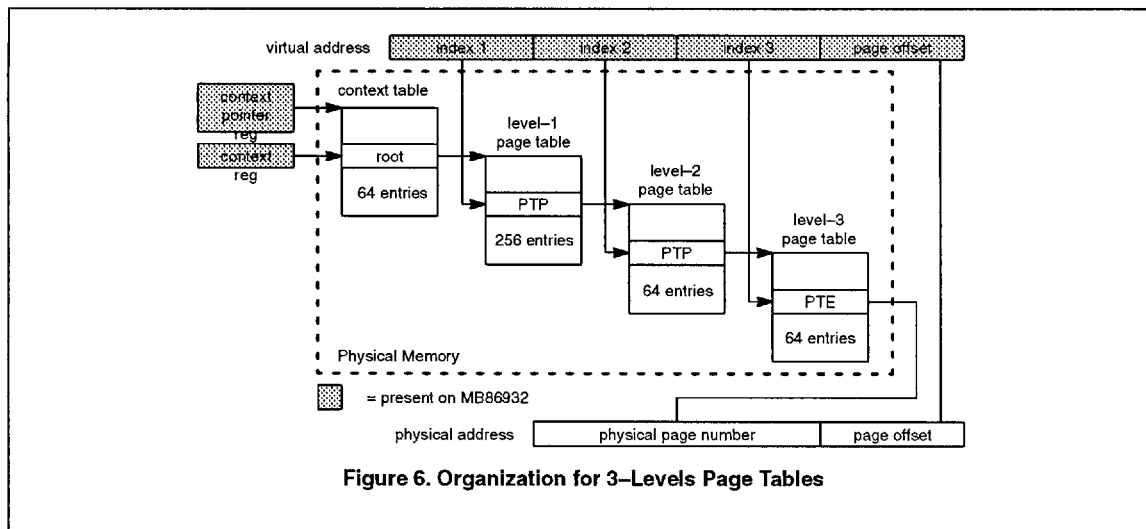 virtual address
index 1
index 2
index 3
page offset
context
pointer
reg
context
reg
context table
root
64 entries
level–1
page table
PTP
256 entries
level–2
page table
PTP
64 entries
level–3
page table
PTE
64 entries
Physical Memory
= present on MB86932
physical address
physical page number
page offset
Figure 6. Organization for 3–Levels Page Tables